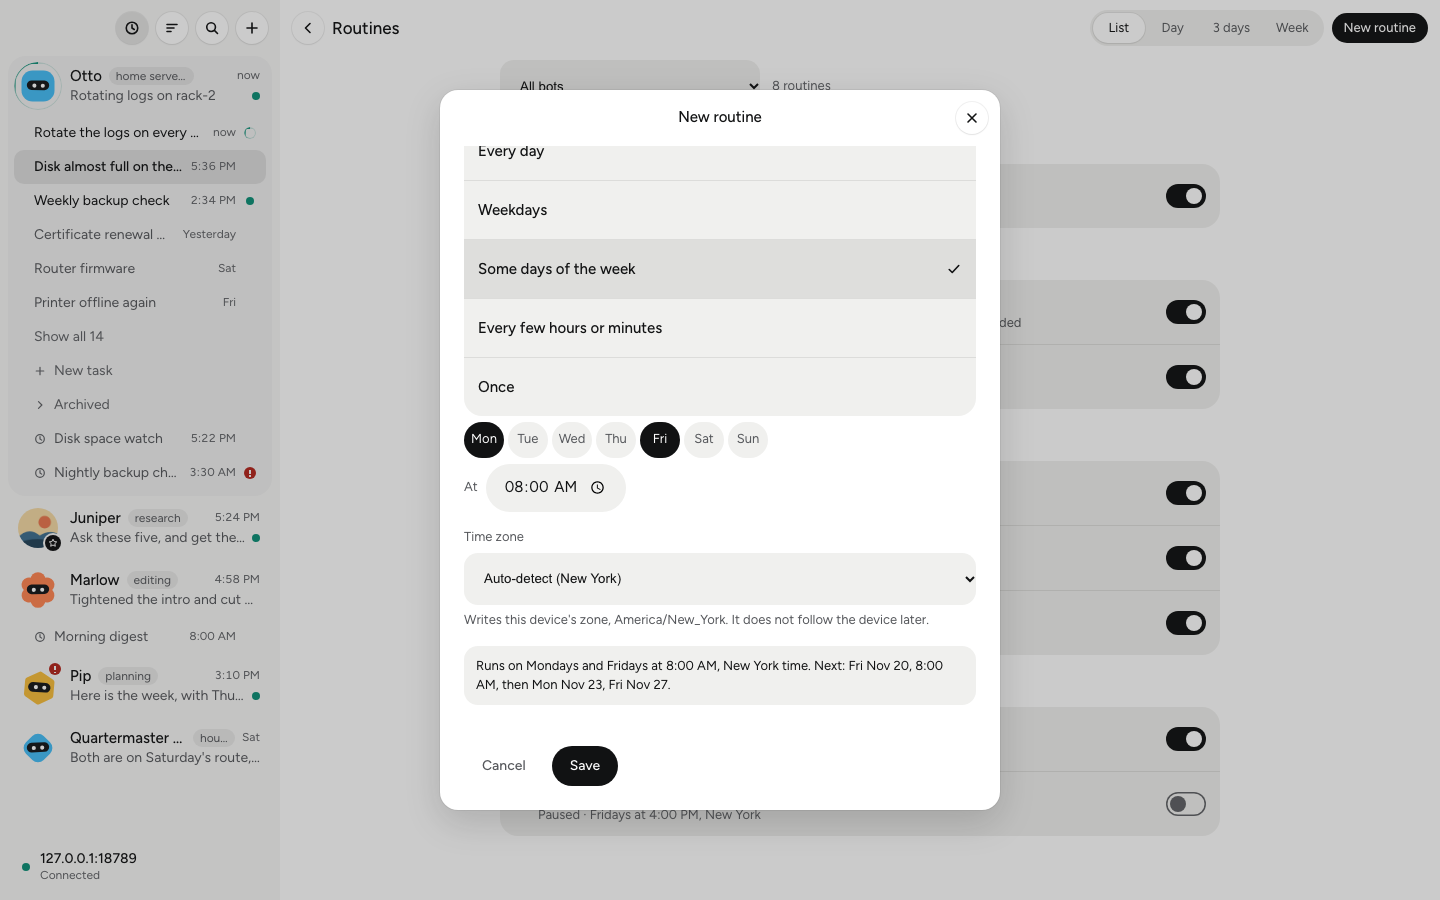 Routines
List
Day
3 days
Week
New routine
Otto
home serve...
now
Rotating logs on rack-2
Rotate the logs on every ...
now
Disk almost full on the...
5:36 PM
Weekly backup check
2:34 PM
Certificate renewal ...
Yesterday
Router firmware
Sat
Printer offline again
Fri
Show all 14
New task
Archived
Disk space watch
5:22 PM
Nightly backup ch...
3:30 AM
Juniper
research
5:24 PM
Ask these five, and get the...
Marlow
editing
4:58 PM
Tightened the intro and cut ...
Morning digest
8:00 AM
Pip
planning
3:10 PM
Here is the week, with Thu...
Quartermaster ...
hou...
Sat
Both are on Saturday's route,...
127.0.0.1:18789
Connected
All bots
8 routines
New routine
Every day
Weekdays
Some days of the week
Every few hours or minutes
Once
Mon
Tue
Wed
Thu
Fri
Sat
Sun
At
08:00 AM
Time zone
Auto-detect (New York)
Writes this device's zone, America/New_York. It does not follow the device later.
Runs on Mondays and Fridays at 8:00 AM, New York time. Next: Fri Nov 20, 8:00
AM, then Mon Nov 23, Fri Nov 27.
Cancel
Save
ded
Paused · Fridays at 4:00 PM, New York